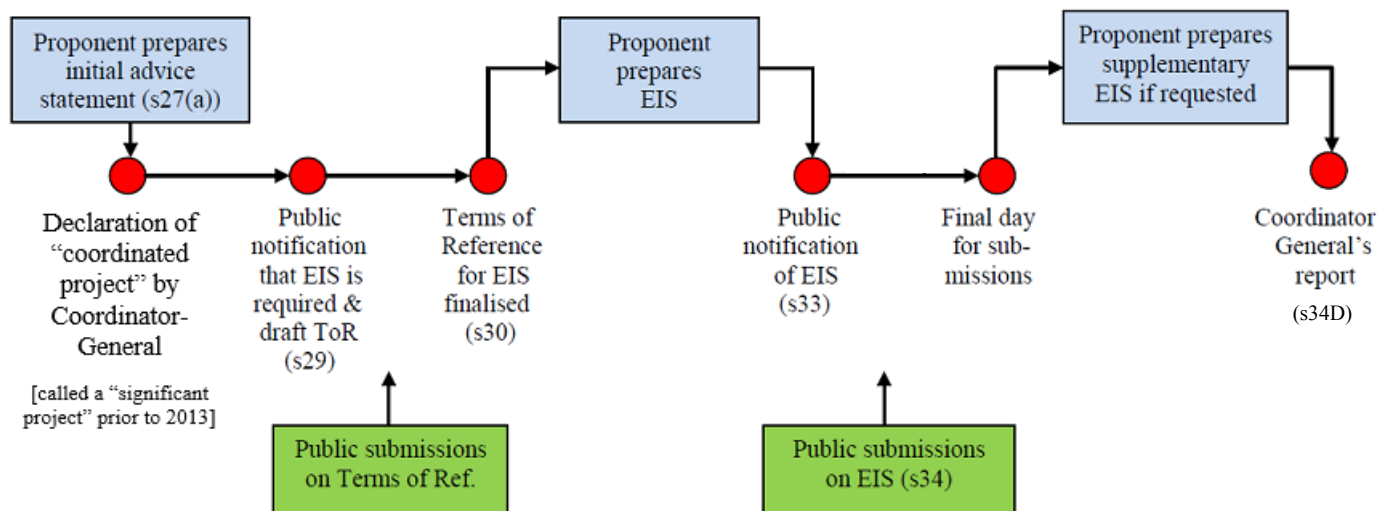 Proponent prepares
initial advice
statement (s27(a))
Proponent
prepares
EIS
Proponent prepares
supplementary
EIS if requested
Declaration of
“coordinated
project” by
Coordinator-
General
[called a “significant
project” prior to 2013]
Public
notification
that EIS is
required &
draft ToR
(s29)
Terms of
Reference
for EIS
finalised
(s30)
Public
notification
of EIS
(s33)
Final day
for sub-
missions
Coordinator
General’s
report
(s34D)
Public submissions
on Terms of Ref.
Public submissions
on EIS (s34)